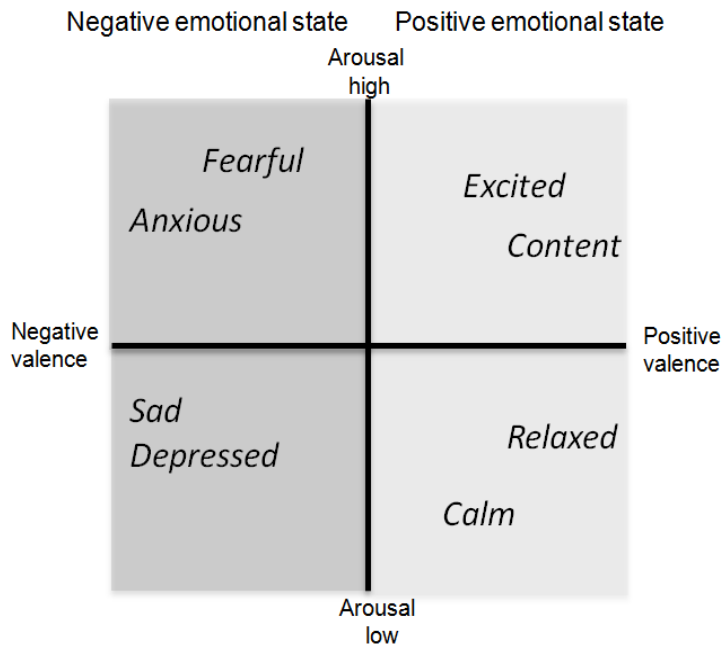 Negative emotional state
Positive emotional state
Arousal
high
Fearful
Excited
Anxious
Content
Negative
valence
Positive
valence
Sad
Relaxed
Depressed
Calm
Arousal
low